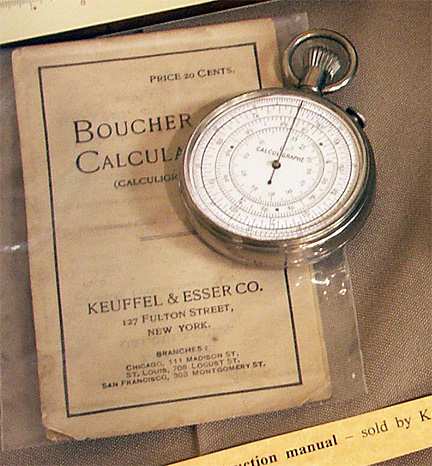 PRICE 20 CENTS.
BOUCHER
CALCULA
(CALCULIGR
CALCULIGRAPHE
KEUFFEL & ESSER CO.
127 FULTON STREET,
NEW YORK.
BRANCHES:
CHICAGO, 111 MADISON ST.
ST. LOUIS, 708 LOCUST ST.
SAN FRANCISCO, 303 MONTGOMERY ST.
uction manual – sold by K